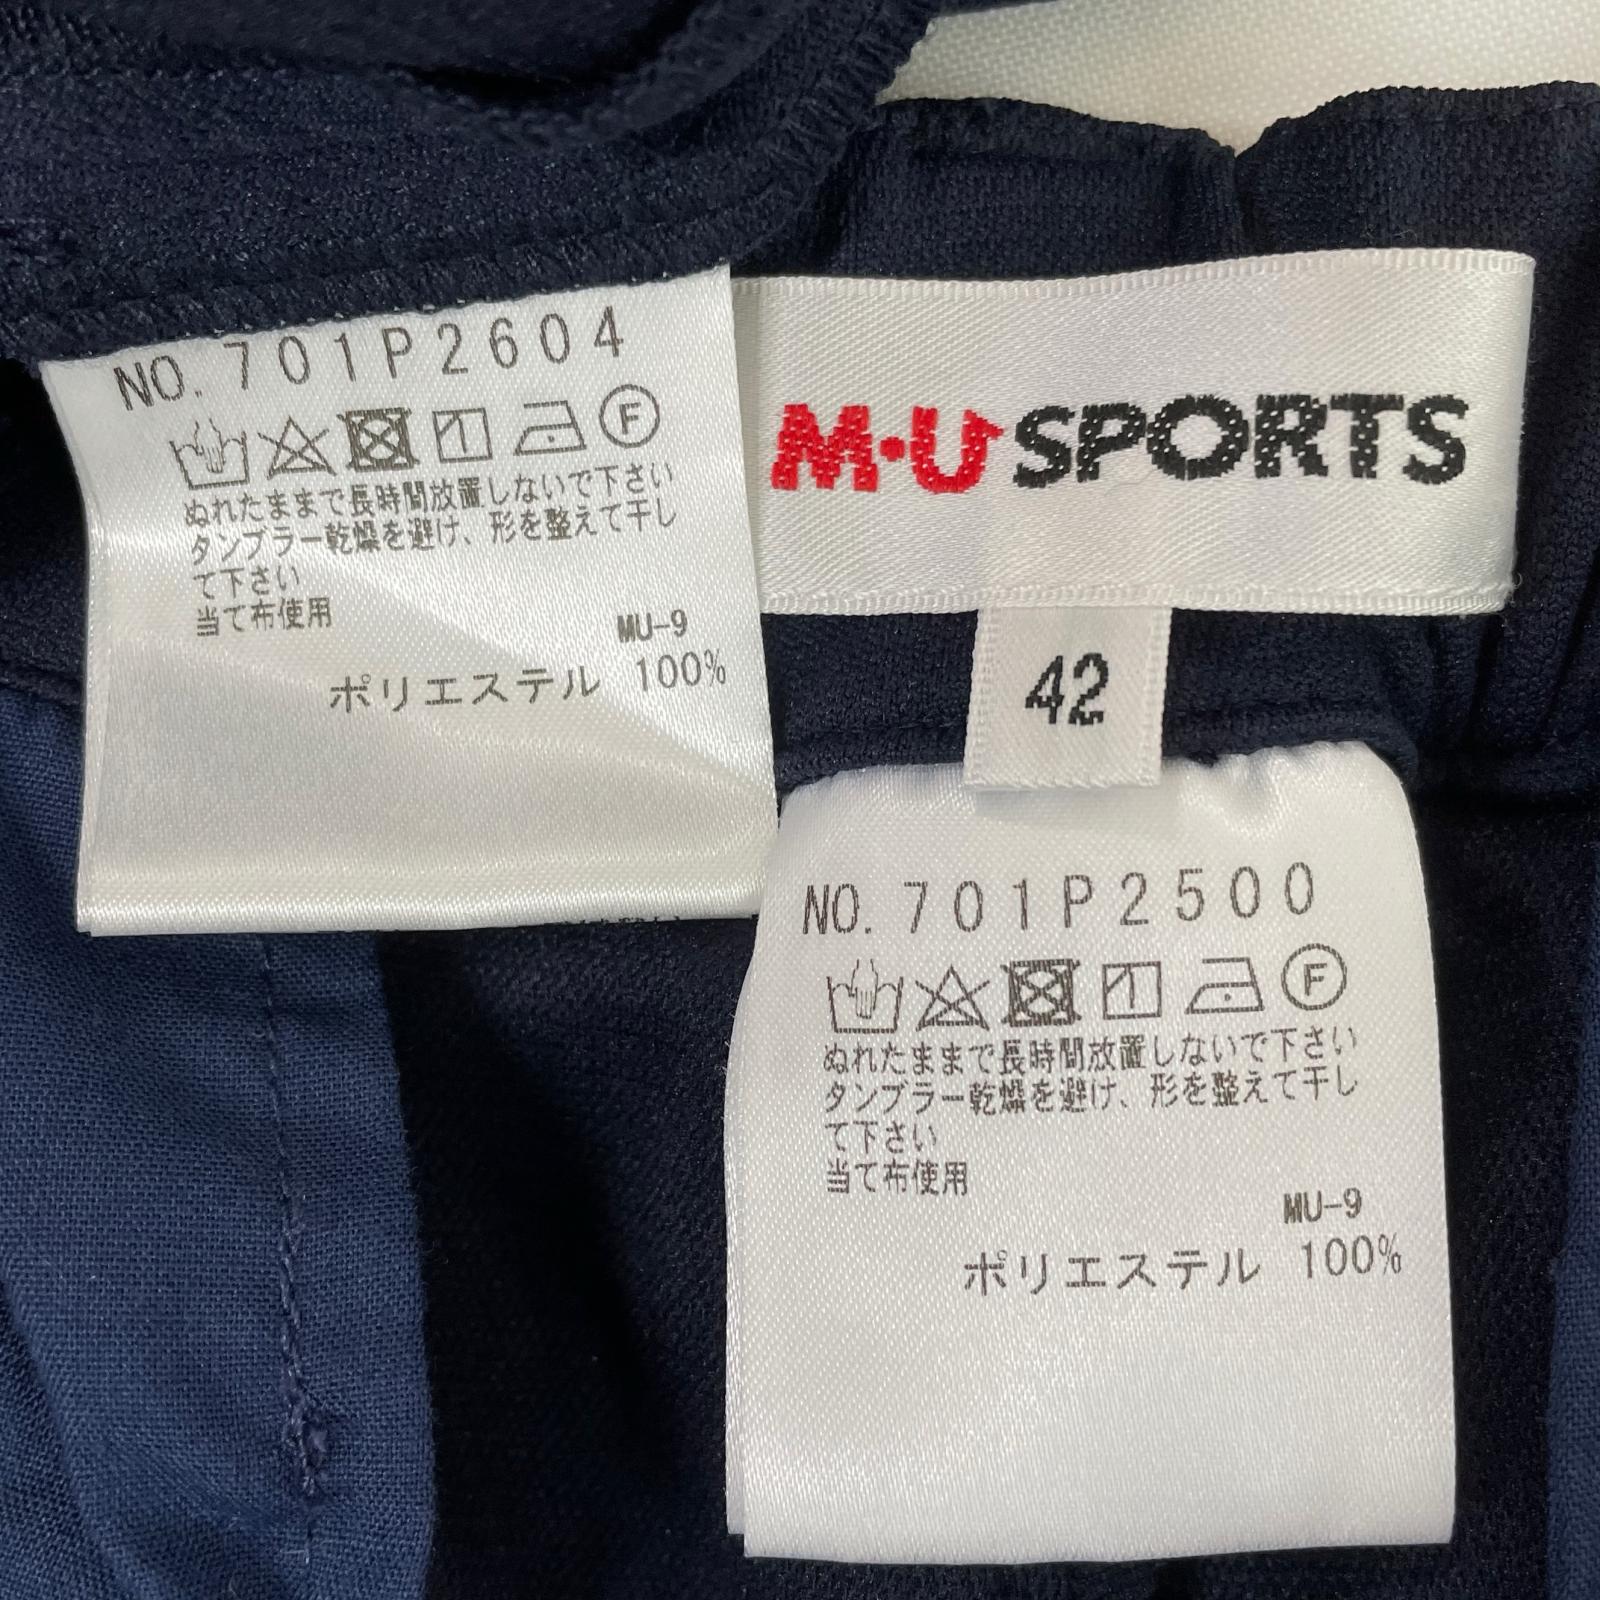 NO. 701P2604
F
ぬれたままで長時間放置しないで下さい
タンブラー乾燥を避け、形を整えて干し
て下さい
当て布使用
MU-9
ポリエステル 100%
M・U SPORTS
42
NO. 701P2500
F
ぬれたままで長時間放置しないで下さい
タンブラー乾燥を避け、形を整えて干し
て下さい
当て布使用
MU-9
ポリエステル 100%